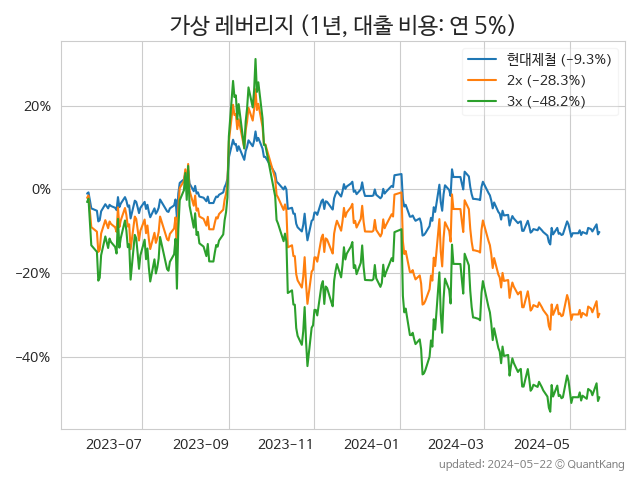 가상 레버리지 (1년, 대출 비용: 연 5%)
현대제철 (−9.3%)
2x (−28.3%)
3x (−48.2%)
20%
0%
−20%
−40%
2023−07
2023−09
2023−11
2024−01
2024−03
2024−05
updated: 2024-05-22 © QuantKang